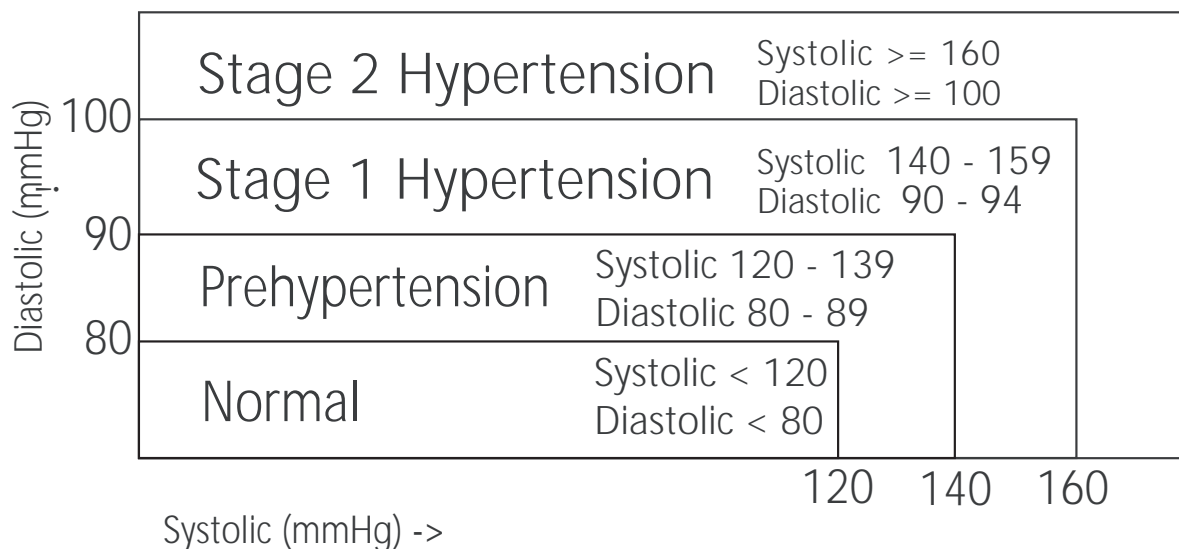 Stage 2 Hypertension
Systolic >= 160
Diastolic >= 100
100
Stage 1 Hypertension
Systolic 140 - 159
Diastolic 90 - 94
90
Prehypertension
Systolic 120 - 139
Diastolic 80 - 89
80
Normal
Systolic < 120
Diastolic < 80
Diastolic (mmHg)
120 140 160
Systolic (mmHg) ->